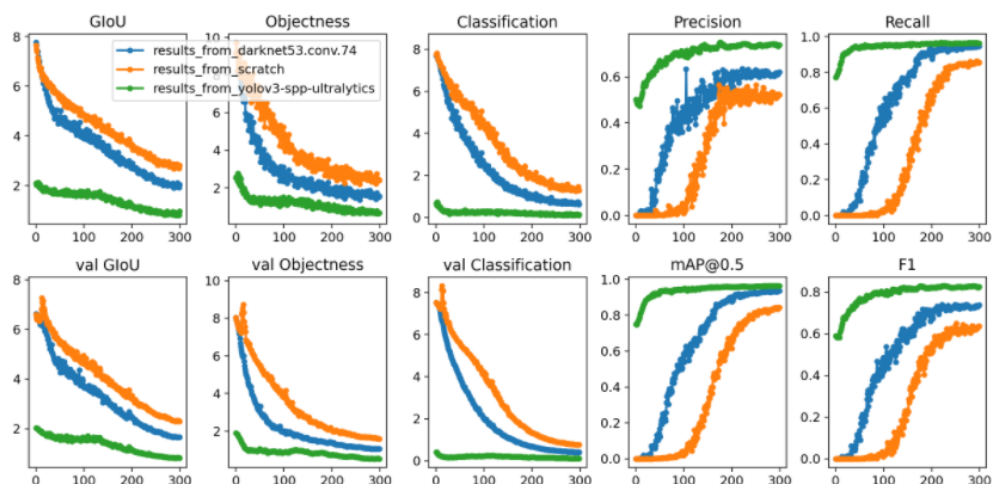 GIoU
Objectness
Classification
Precision
Recall
results_from_darknet53.conv.74
results_from_scratch
results_from_yolov3-spp-ultralytics
8
6
4
2
0 100 200 300
10
8
6
4
2
0 100 200 300
8
6
4
2
0
0 100 200 300
0.8
0.6
0.4
0.2
0.0
0 100 200 300
1.0
0.8
0.6
0.4
0.2
0.0
0 100 200 300
val GIoU
val Objectness
val Classification
mAP@0.5
F1
8
6
4
2
0 100 200 300
12
10
8
6
4
2
0 100 200 300
8
6
4
2
0
0 100 200 300
1.0
0.8
0.6
0.4
0.2
0.0
0 100 200 300
0.8
0.6
0.4
0.2
0.0
0 100 200 300